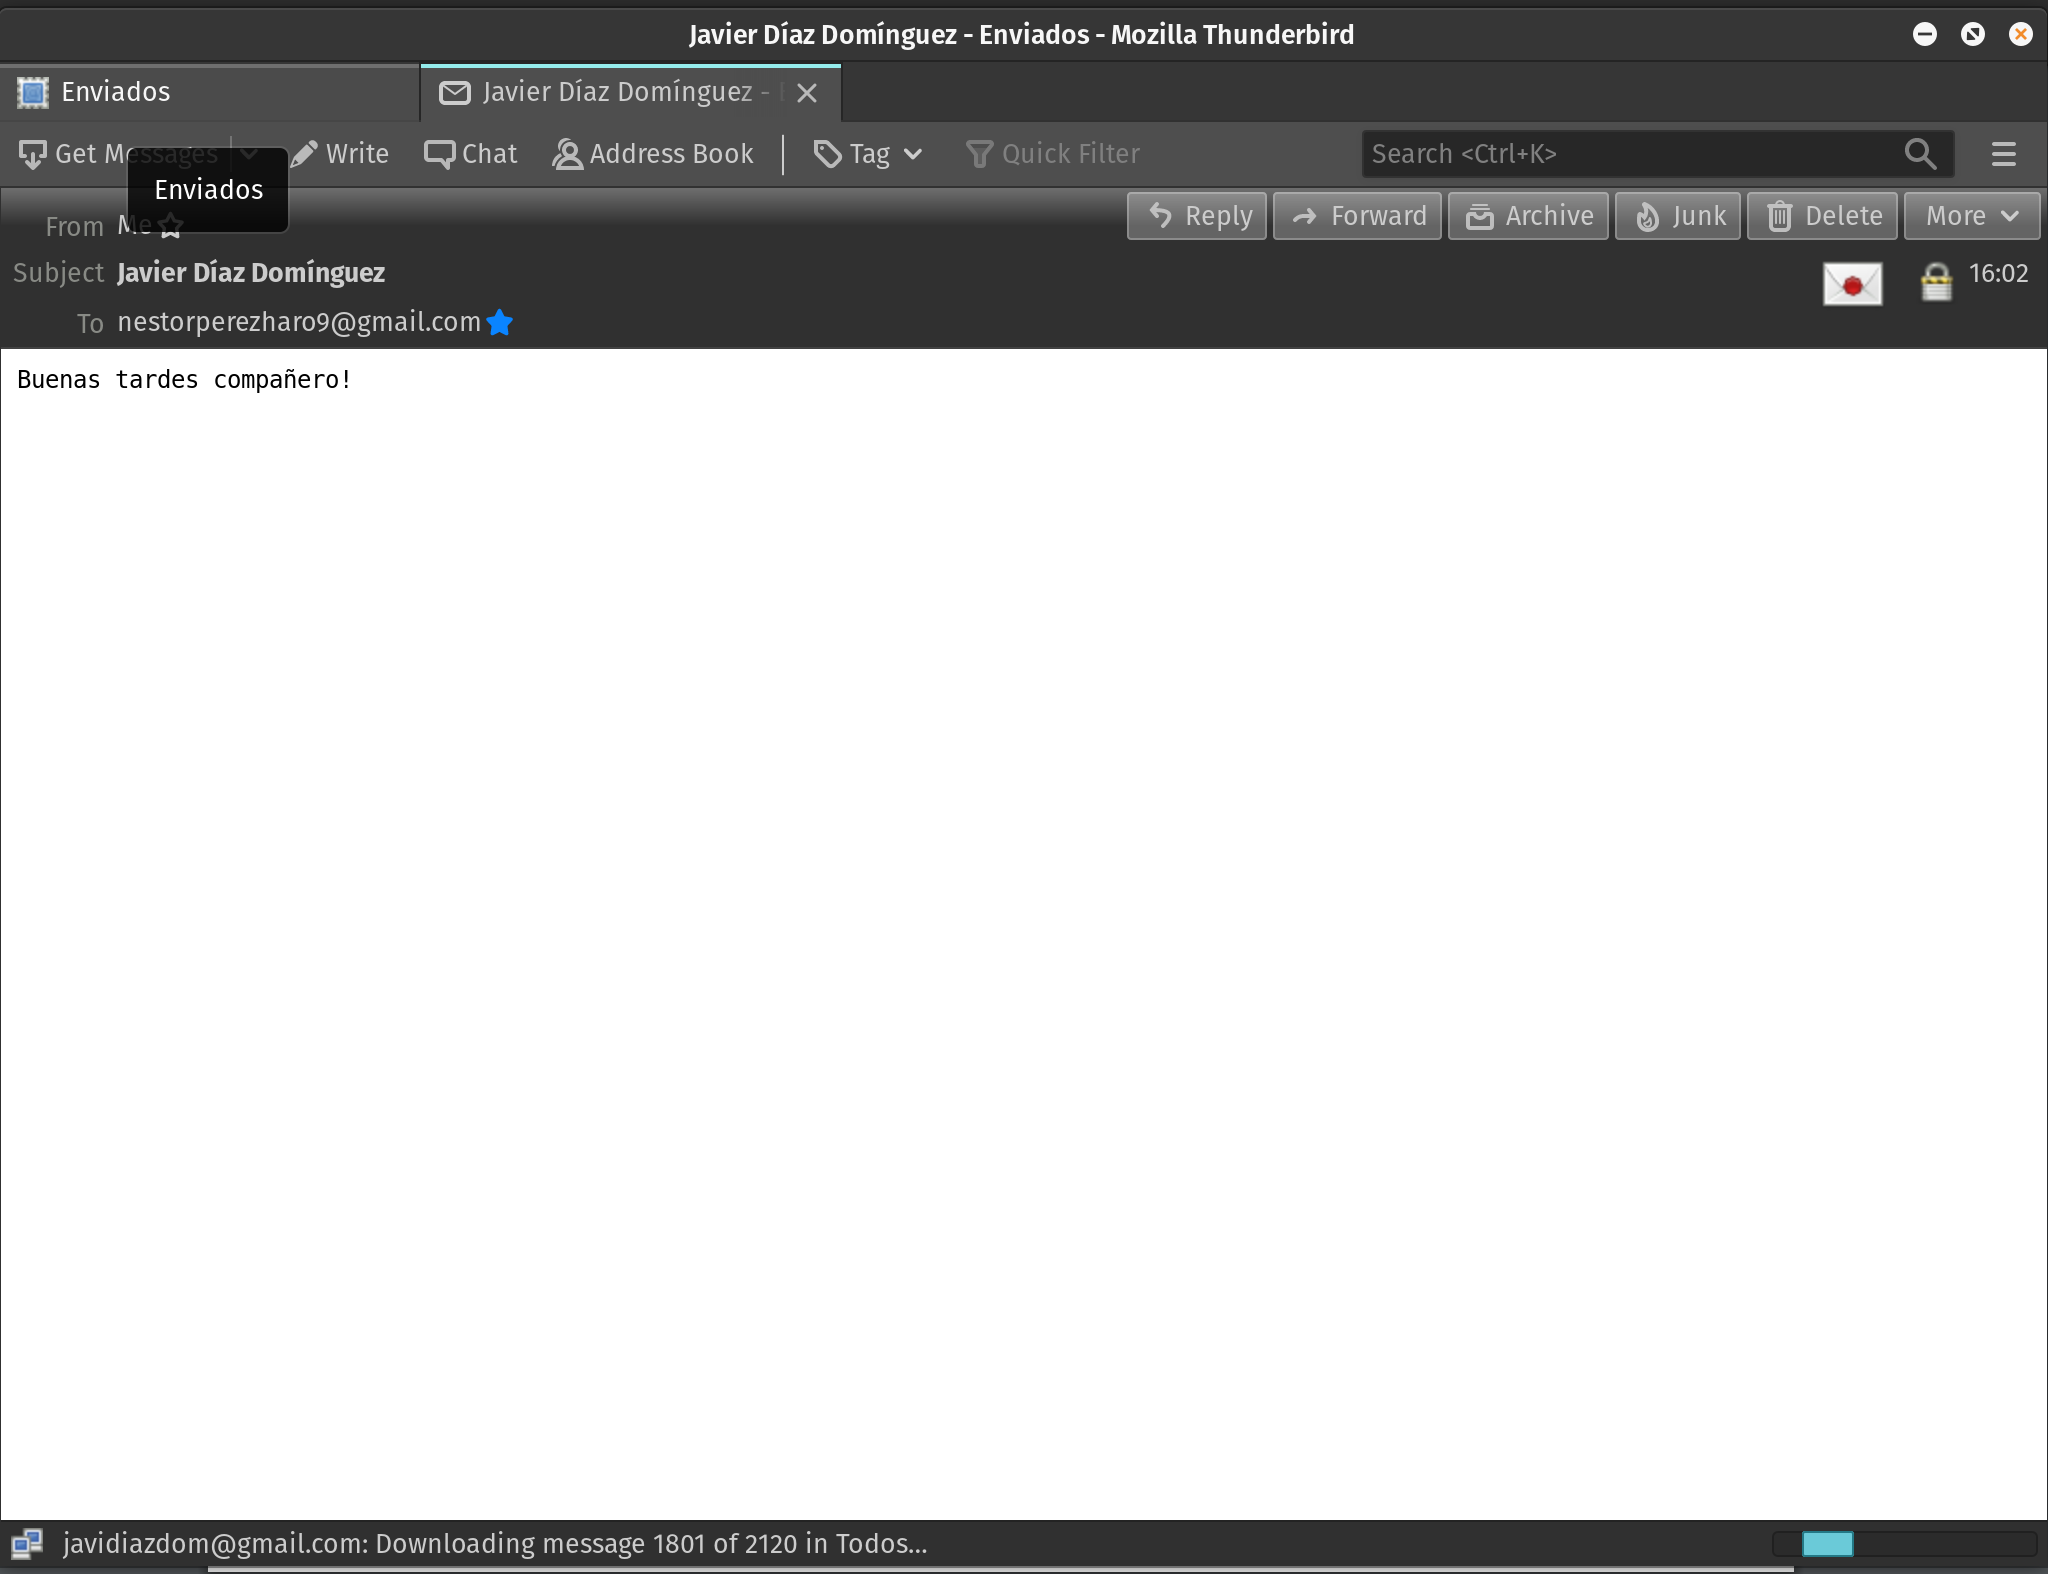 Javier Díaz Domínguez - Enviados - Mozilla Thunderbird
Enviados
Javier Díaz Domínguez -
Get Messages
Write
Chat
Address Book
Tag
Quick Filter
Search <Ctrl+K>
Enviados
From Me
Reply
Forward
Archive
Junk
Delete
More
Subject Javier Díaz Domínguez
16:02
To nestorperezharo9@gmail.com
Buenas tardes compañero!
javidiazdom@gmail.com: Downloading message 1801 of 2120 in Todos...